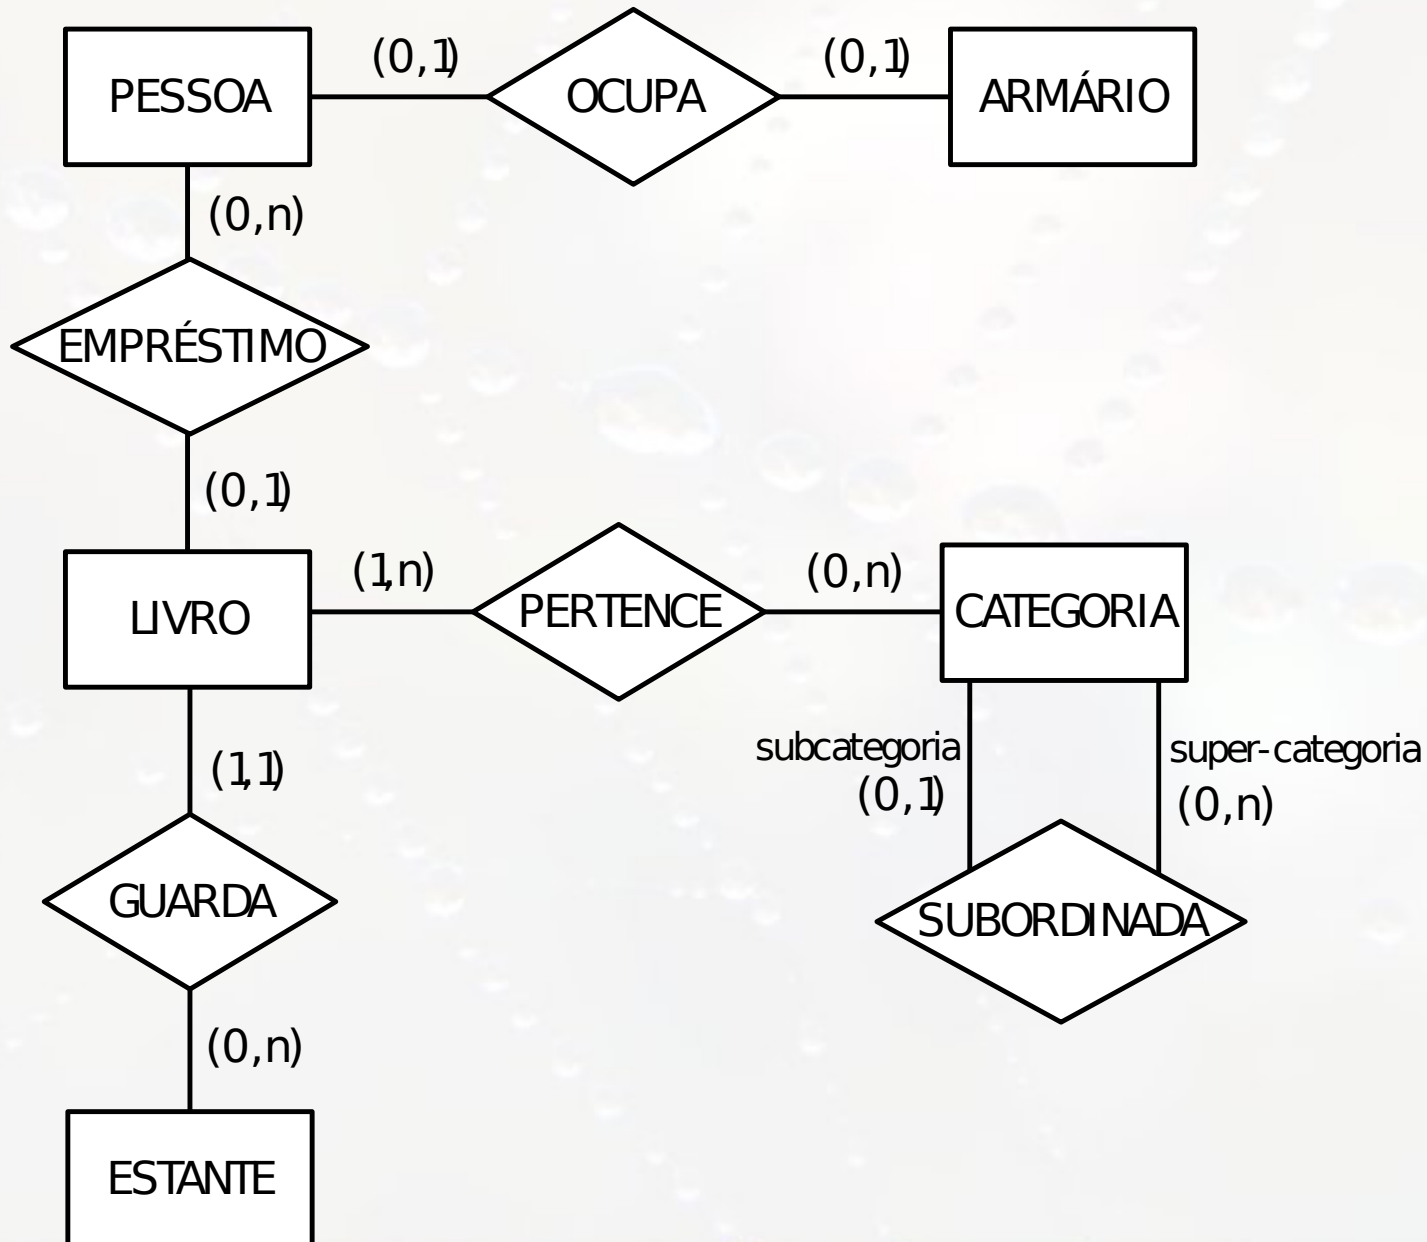 PESSOA
(0,1)
OCUPA
(0,1)
ARMÁRIO
(0,n)
EMPRÉSTIMO
(0,1)
LIVRO
(1,n)
PERTENCE
(0,n)
CATEGORIA
subcategoria
(0,1)
super-categoria
(0,n)
SUBORDINADA
(1,1)
GUARDA
(0,n)
ESTANTE